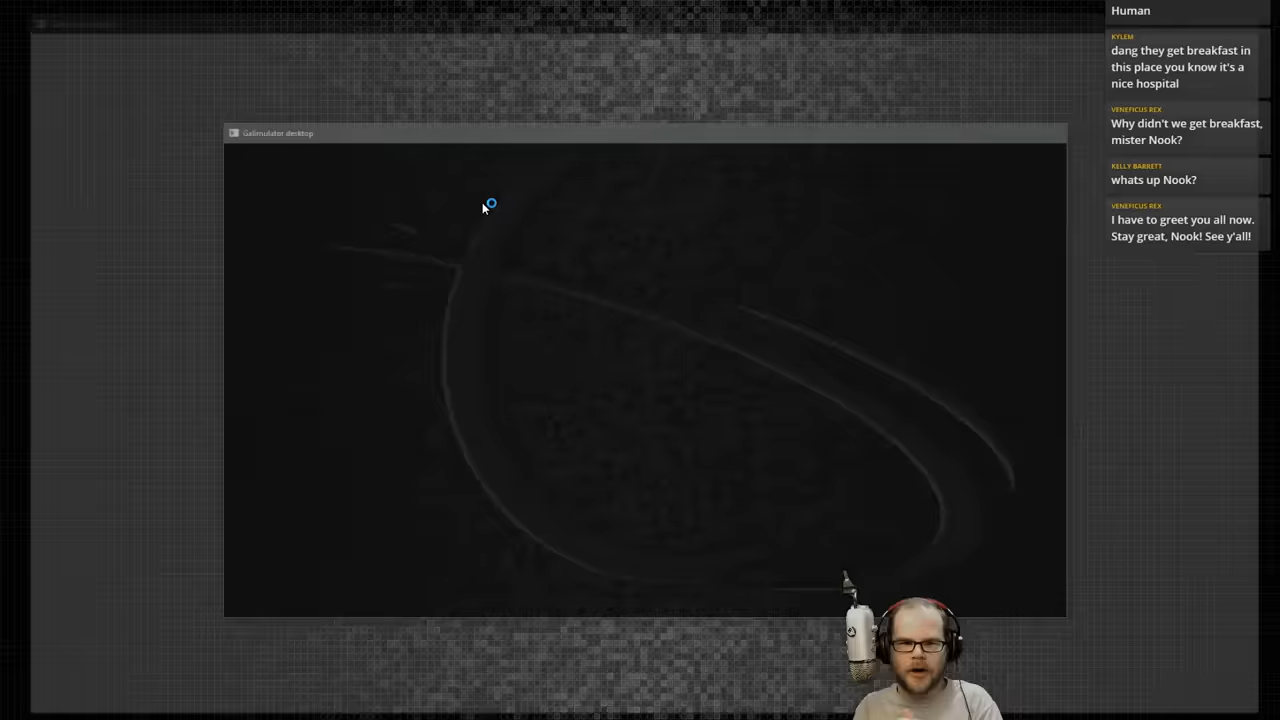 Galimulator desktop
Human
KYLEM
dang they get breakfast in
this place you know it's a
nice hospital
VENEFICUS REX
Why didn't we get breakfast,
mister Nook?
KELLY BARRETT
whats up Nook?
VENEFICUS REX
I have to greet you all now.
Stay great, Nook! See y'all!